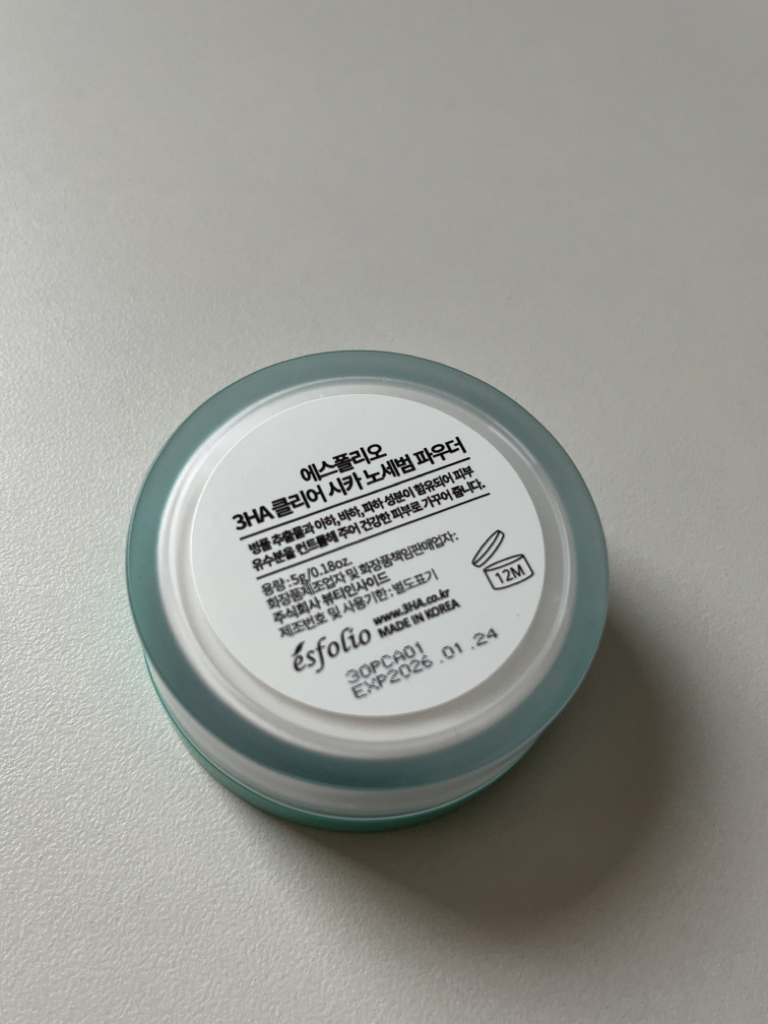 에스폴리오
3HA 클리어 시카 노세범 파우더
병풀 추출물과 아하, 바하, 파하 성분이 함유되어 피부
유수분을 컨트롤해 주어 건강한 피부로 가꾸어 줍니다.
용량 : 5g/0.18oz.
화장품제조업자 및 화장품책임판매업자 :
주식회사 뷰티인사이드
제조번호 및 사용기한 : 별도표기
12M
ésfolio
www.3HA.co.kr
MADE IN KOREA
3OPCA01
EXP2026.01.24